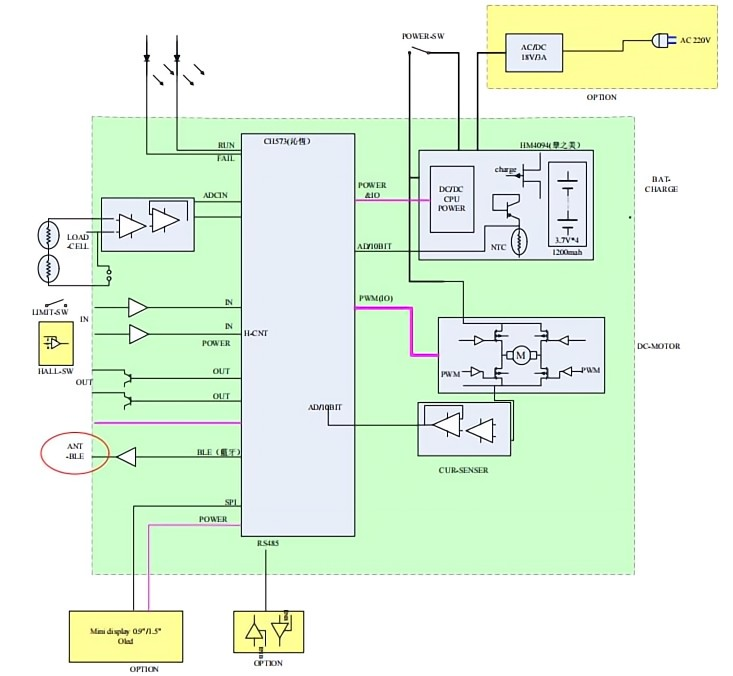 POWER-SW
AC/DC
18V/3A
AC 220V
OPTION
RUN
FAIL
CH573(沁恆)
HM4094(華之美)
BAT-
CHARGE
ADCIN
POWER
&IO
DC/DC
CPU
POWER
charge
NTC
3.7V*4
1200mah
LOAD
-CELL
AD/10BIT
LIMIT-SW
IN
IN
PWM(IO)
IN
H-CNT
POWER
HALL-SW
M
PWM
PWM
DC-MOTOR
OUT
OUT
OUT
AD/10BIT
CUR-SENSER
ANT
-BLE
BLE（藍牙）
SPI
POWER
RS485
Mini display 0.9"/1.5"
Oled
OPTION
OPTION